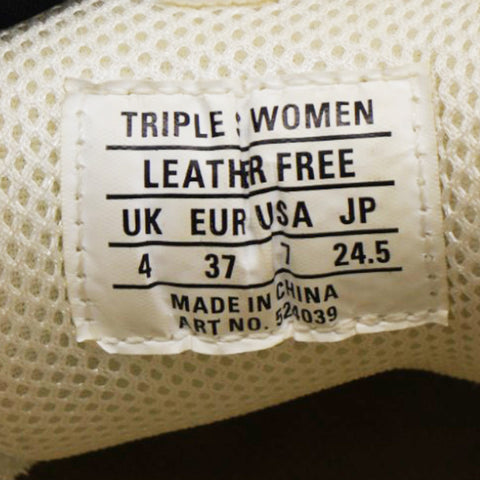 TRIPLE S WOMEN
LEATHER FREE
UK EUR USA JP
4 37 7 24.5
MADE IN CHINA
ART NO. 524039